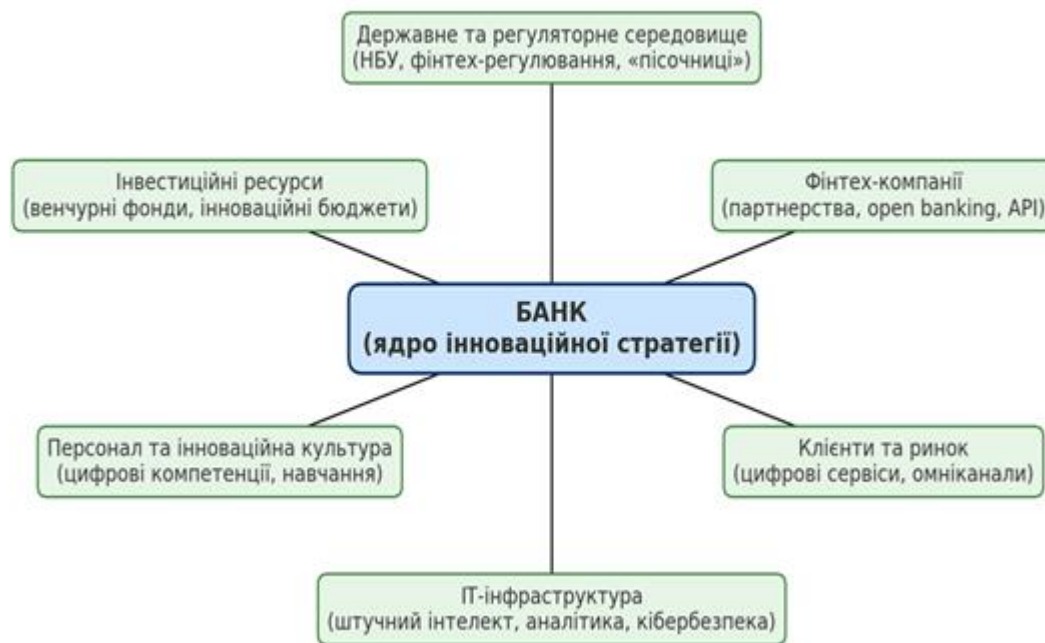 Державне та регуляторне середовище
(НБУ, фінтех-регулювання, «пісочниці»)
Інвестиційні ресурси
(венчурні фонди, інноваційні бюджети)
Фінтех-компанії
(партнерства, open banking, API)
БАНК
(ядро інноваційної стратегії)
Персонал та інноваційна культура
(цифрові компетенції, навчання)
Клієнти та ринок
(цифрові сервіси, омніканали)
ІТ-інфраструктура
(штучний інтелект, аналітика, кібербезпека)